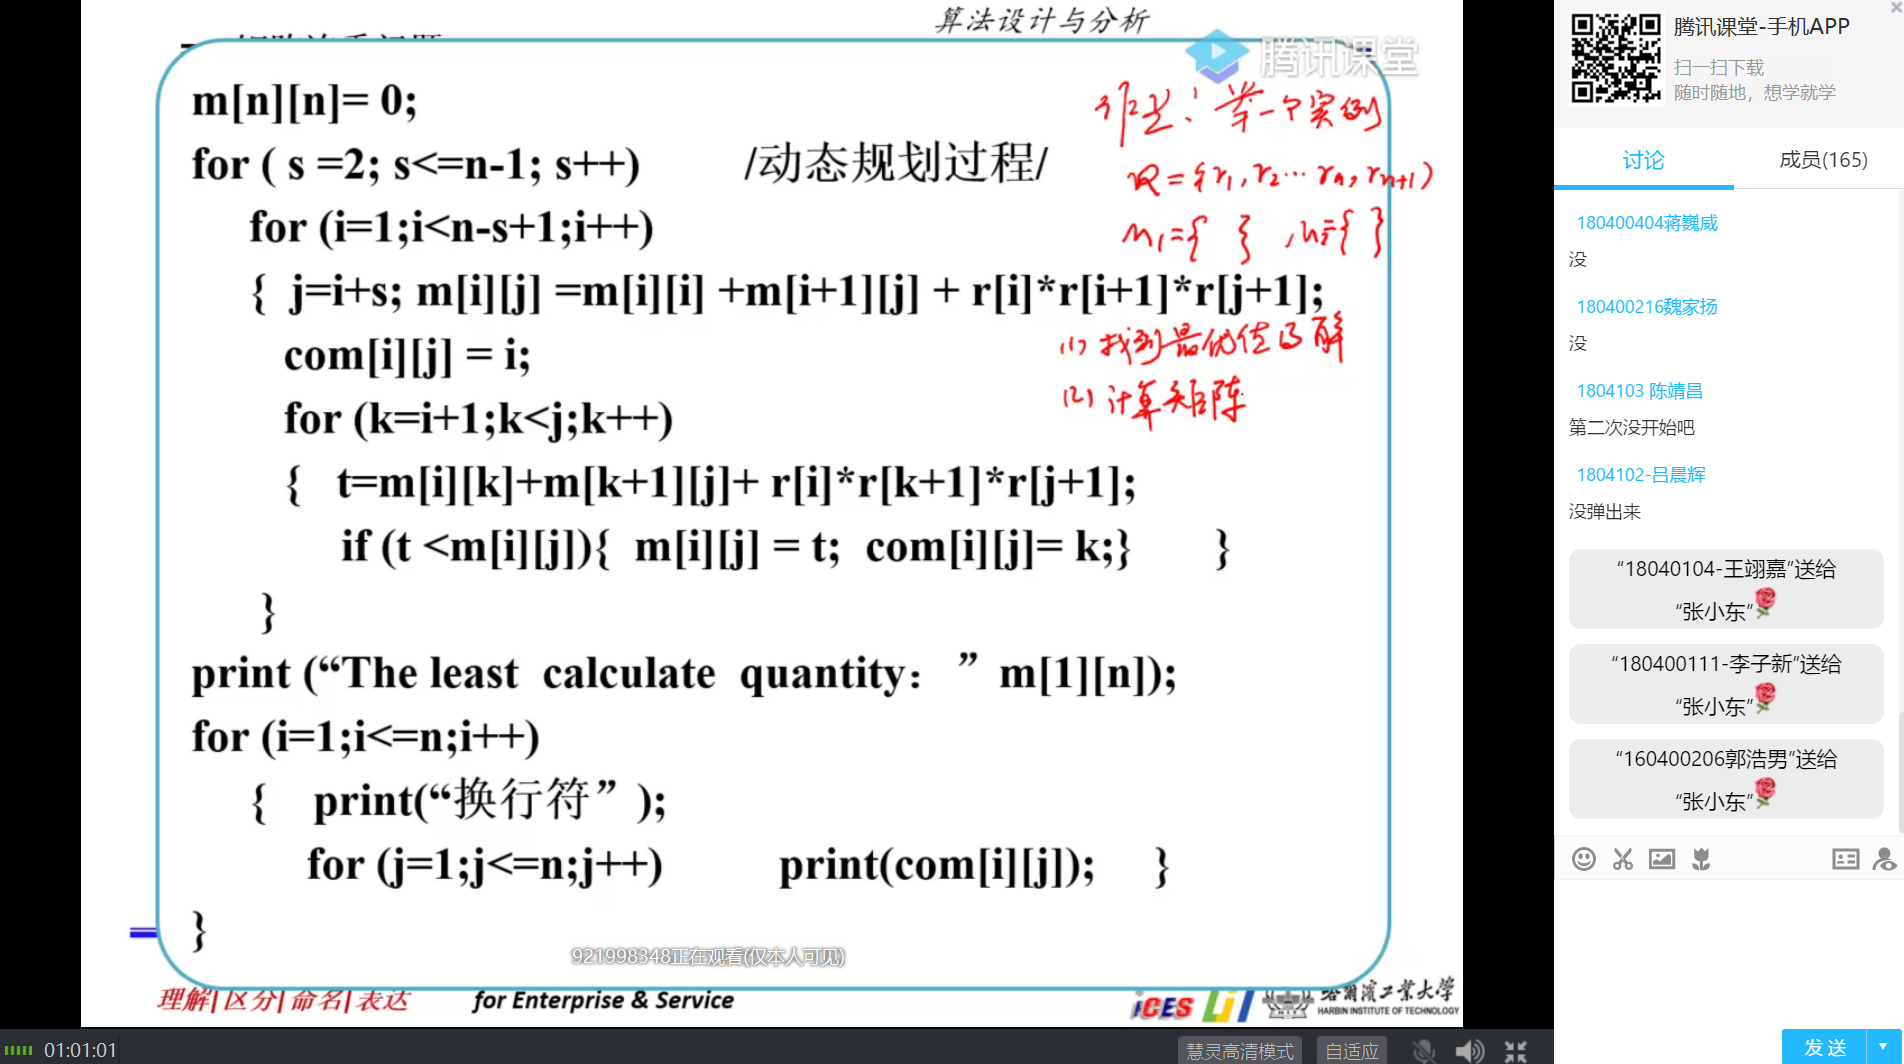 算法设计与分析
腾讯课堂
m[n][n]= 0;
for ( s =2; s<=n-1; s++) /动态规划过程/
for (i=1;i<n-s+1;i++)
{ j=i+s; m[i][j] =m[i][i] +m[i+1][j] + r[i]*r[i+1]*r[j+1];
com[i][j] = i;
for (k=i+1;k<j;k++)
{ t=m[i][k]+m[k+1][j]+ r[i]*r[k+1]*r[j+1];
if (t <m[i][j]){ m[i][j] = t; com[i][j]= k;} }
}
print (“The least calculate quantity： ” m[1][n]);
for (i=1;i<=n;i++)
{ print(“换行符” );
for (j=1;j<=n;j++) print(com[i][j]); }
}
作业：举一个实例
R={r1,r2…rn,rn+1}
(1) 找到最优值的解
(2) 计算矩阵
921998348正在观看(仅本人可见)
理解|区分|命名|表达 for Enterprise & Service
iCES
哈尔滨工业大学
HARBIN INSTITUTE OF TECHNOLOGY
01:01:01
慧灵高清模式 自适应
腾讯课堂-手机APP
扫一扫下载
随时随地，想学就学
讨论 成员(165)
180400404蒋巍威
没
180400216魏家扬
没
1804103 陈靖昌
第二次没开始吧
1804102-吕晨辉
没弹出来
“18040104-王翊嘉”送给
“张小东”
“180400111-李子新”送给
“张小东”
“160400206郭浩男”送给
“张小东”
发送